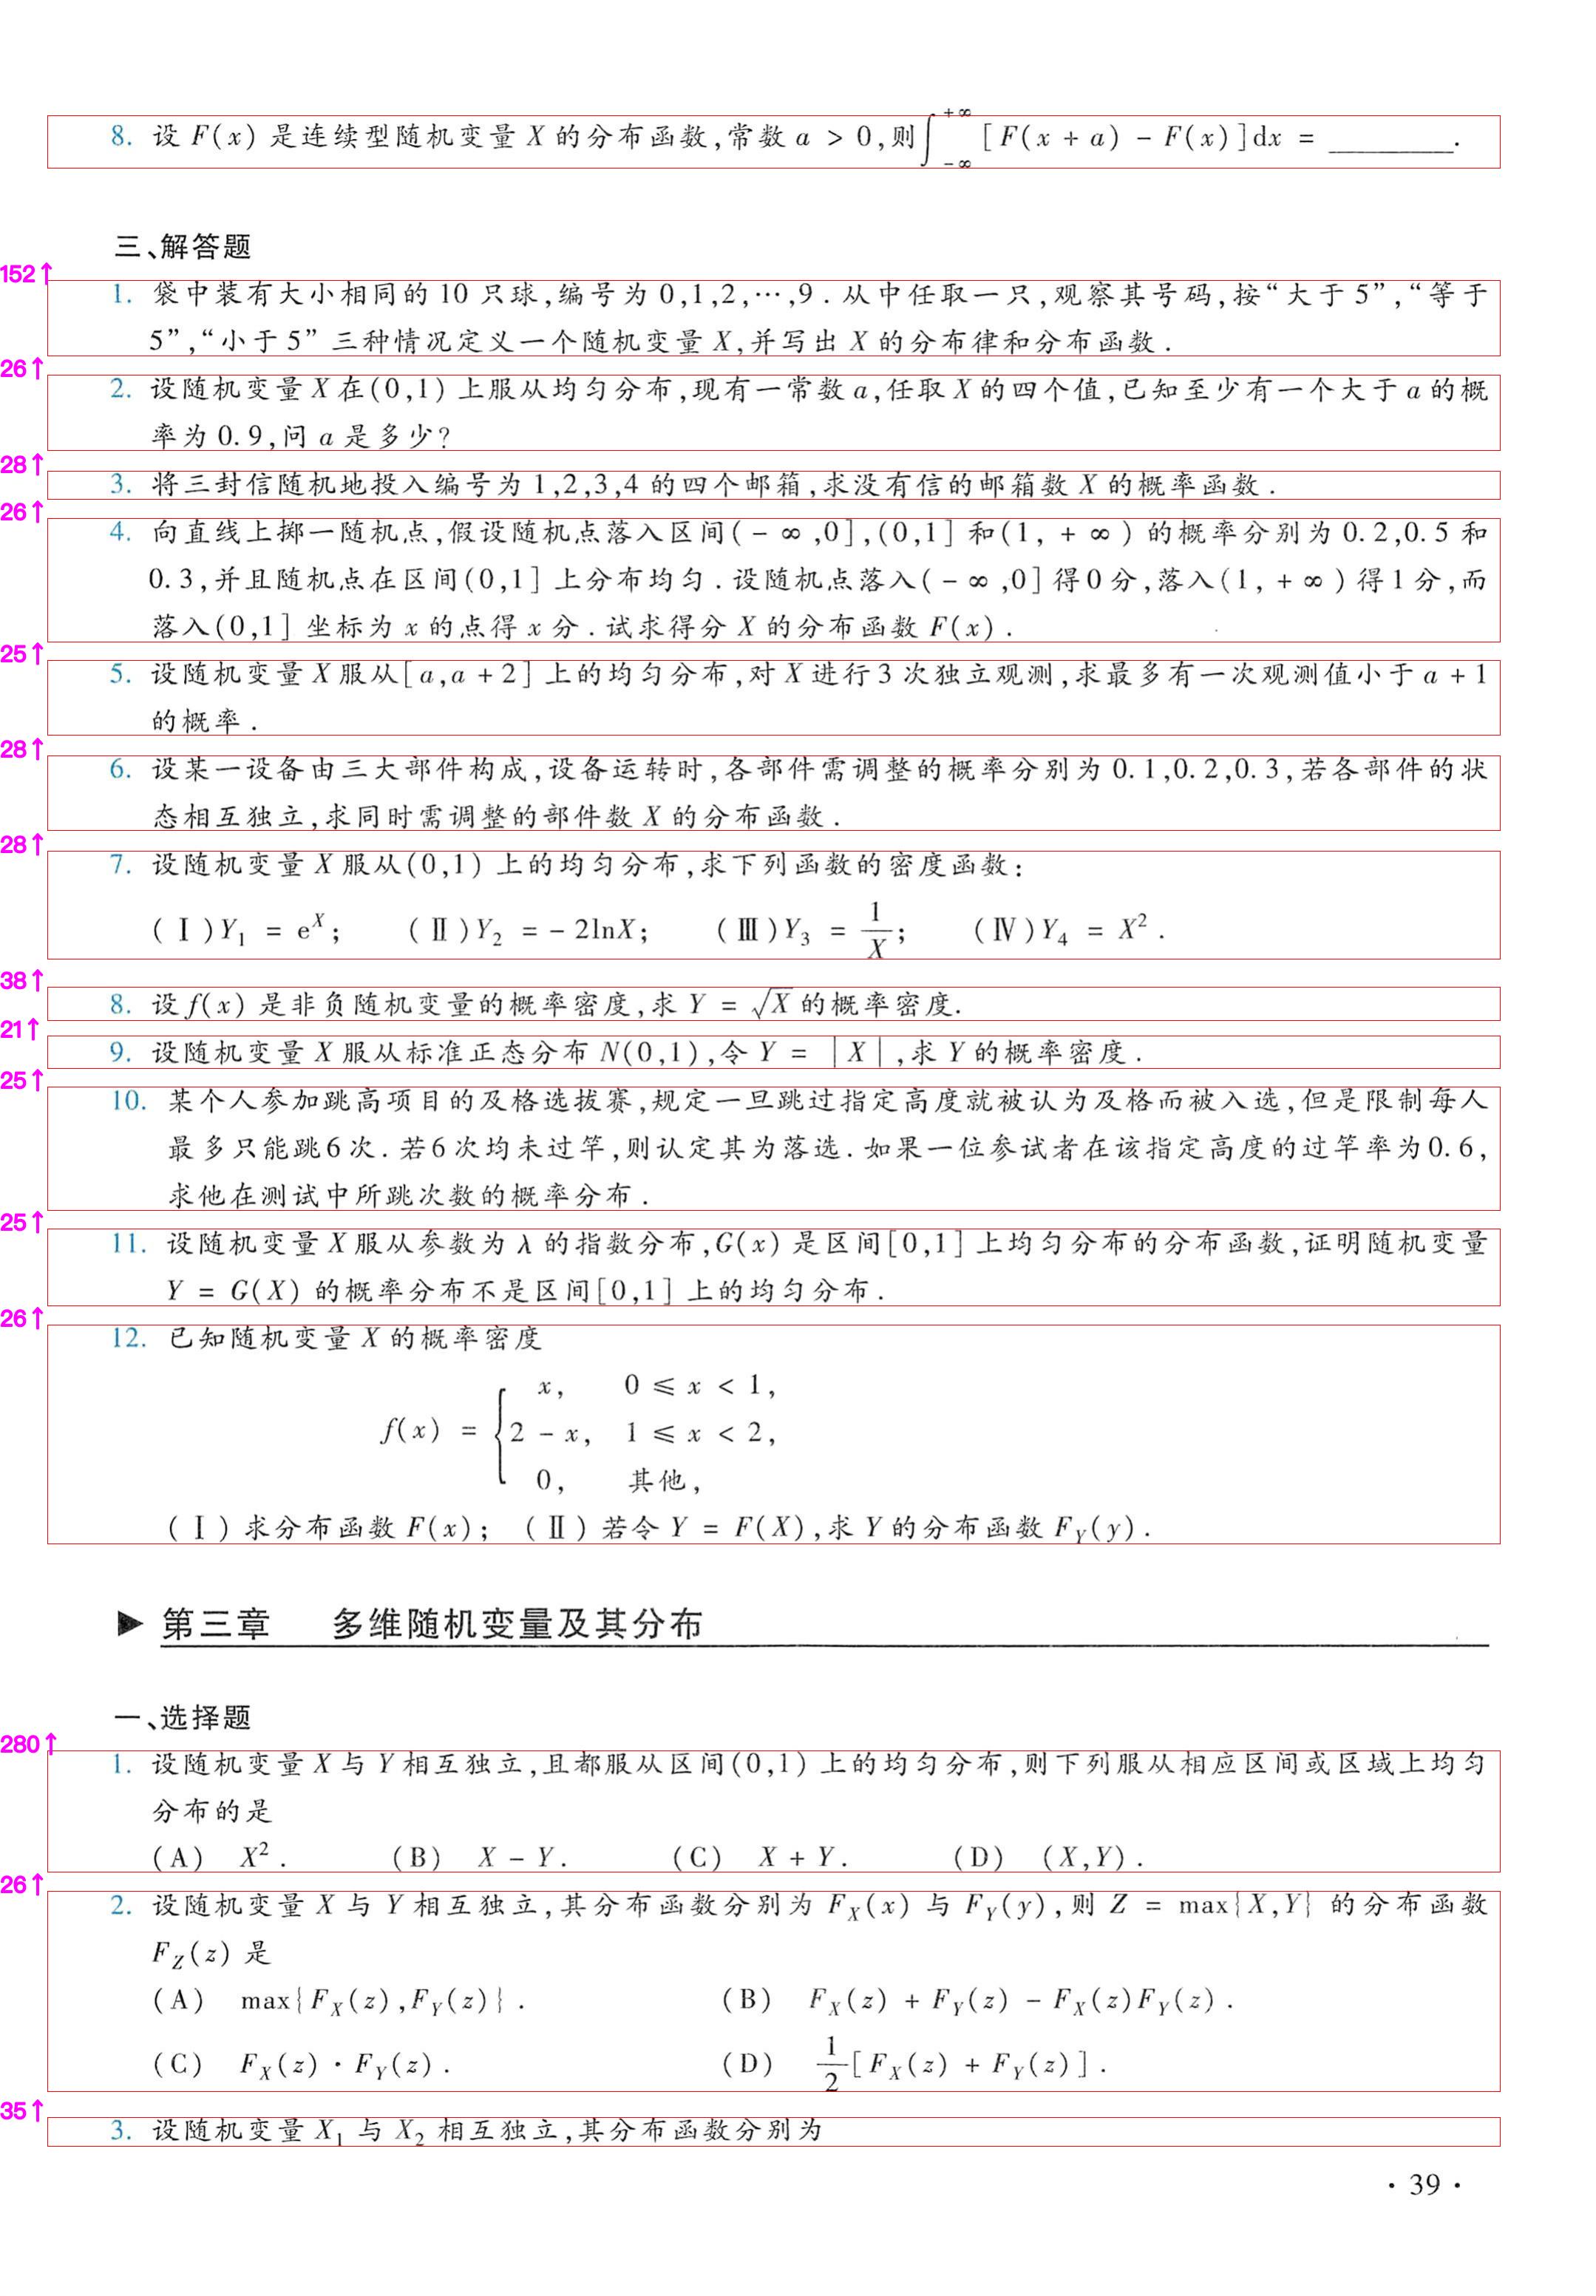 8. 设 F(x) 是连续型随机变量 X 的分布函数,常数 a > 0,则∫_{-∞}^{+∞}[F(x + a) - F(x)]dx = ________.
三、解答题
152↑
1. 袋中装有大小相同的 10 只球,编号为 0,1,2,…,9. 从中任取一只,观察其号码,按“大于 5”,“等于
5”,“小于 5” 三种情况定义一个随机变量 X,并写出 X 的分布律和分布函数.
26↑
2. 设随机变量 X 在(0,1) 上服从均匀分布,现有一常数 a,任取 X 的四个值,已知至少有一个大于 a 的概
率为 0.9,问 a 是多少?
28↑
3. 将三封信随机地投入编号为 1,2,3,4 的四个邮箱,求没有信的邮箱数 X 的概率函数.
26↑
4. 向直线上掷一随机点,假设随机点落入区间(-∞,0],(0,1] 和(1, +∞) 的概率分别为 0.2,0.5 和
0.3,并且随机点在区间(0,1] 上分布均匀.设随机点落入(-∞,0] 得0分,落入(1, +∞) 得1分,而
落入(0,1] 坐标为 x 的点得 x 分.试求得分 X 的分布函数 F(x).
25↑
5. 设随机变量 X 服从[a,a + 2] 上的均匀分布,对 X 进行 3 次独立观测,求最多有一次观测值小于 a + 1
的概率.
28↑
6. 设某一设备由三大部件构成,设备运转时,各部件需调整的概率分别为 0.1,0.2,0.3,若各部件的状
态相互独立,求同时需调整的部件数 X 的分布函数.
28↑
7. 设随机变量 X 服从(0,1) 上的均匀分布,求下列函数的密度函数:
(Ⅰ)Y₁ = e^X; (Ⅱ)Y₂ = - 2lnX; (Ⅲ)Y₃ = 1/X; (Ⅳ)Y₄ = X².
38↑
8. 设 f(x) 是非负随机变量的概率密度,求 Y = √X 的概率密度.
21↑
9. 设随机变量 X 服从标准正态分布 N(0,1),令 Y = |X|,求 Y 的概率密度.
25↑
10. 某个人参加跳高项目的及格选拔赛,规定一旦跳过指定高度就被认为及格而被入选,但是限制每人
最多只能跳6次.若6次均未过竿,则认定其为落选.如果一位参试者在该指定高度的过竿率为0.6,
求他在测试中所跳次数的概率分布.
25↑
11. 设随机变量 X 服从参数为 λ 的指数分布,G(x) 是区间[0,1] 上均匀分布的分布函数,证明随机变量
Y = G(X) 的概率分布不是区间[0,1] 上的均匀分布.
26↑
12. 已知随机变量 X 的概率密度
x, 0 ≤ x < 1,
f(x) = { 2 - x, 1 ≤ x < 2,
0, 其他,
(Ⅰ) 求分布函数 F(x); (Ⅱ) 若令 Y = F(X),求 Y 的分布函数 F_Y(y).
▶ 第三章 多维随机变量及其分布
一、选择题
280↑
1. 设随机变量 X 与 Y 相互独立,且都服从区间(0,1) 上的均匀分布,则下列服从相应区间或区域上均匀
分布的是
(A) X². (B) X - Y. (C) X + Y. (D) (X,Y).
26↑
2. 设随机变量 X 与 Y 相互独立,其分布函数分别为 F_X(x) 与 F_Y(y),则 Z = max{X,Y} 的分布函数
F_Z(z) 是
(A) max{F_X(z),F_Y(z)}. (B) F_X(z) + F_Y(z) - F_X(z)F_Y(z).
(C) F_X(z)·F_Y(z). (D) 1/2[F_X(z) + F_Y(z)].
35↑
3. 设随机变量 X₁ 与 X₂ 相互独立,其分布函数分别为
· 39 ·